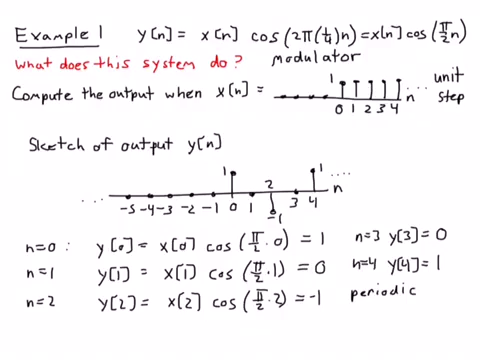 Example 1 y[n] = x[n] cos(2π(1/4)n) = x[n] cos(π/2 n)
What does this system do? modulator
Compute the output when x[n] = 1 n ... unit step
0 1 2 3 4
Sketch of output y[n]
1 2 1 ....
... -5 -4 -3 -2 -1 0 1 3 4 n
-1
n=0 : y[0] = x[0] cos(π/2 · 0) = 1 n=3 y[3] = 0
n=1 y[1] = x[1] cos(π/2 · 1) = 0 n=4 y[4] = 1
n=2 y[2] = x[2] cos(π/2 · 2) = -1 periodic